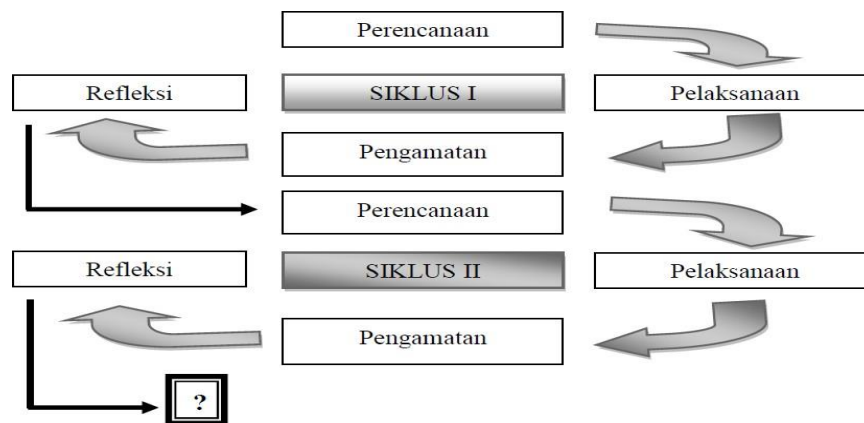 Perencanaan
Refleksi
SIKLUS I
Pelaksanaan
Pengamatan
Perencanaan
Refleksi
SIKLUS II
Pelaksanaan
Pengamatan
?